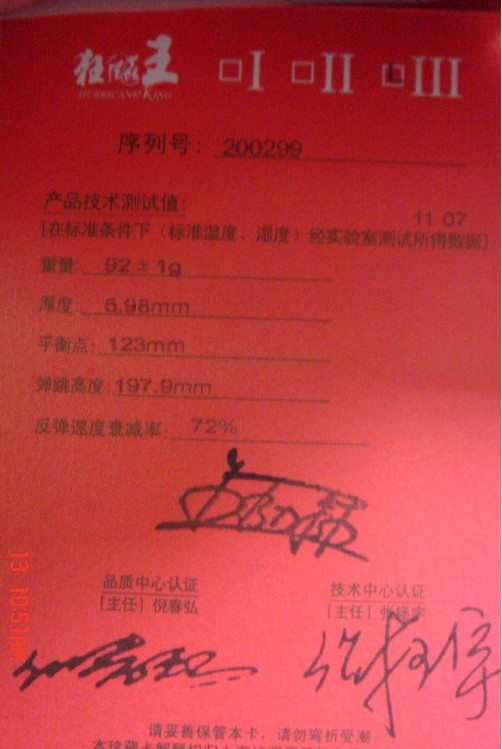 狂飚王 □I □II □III
HURRICANE KING
序列号: 200299
产品技术测试值:
11 07
[在标准条件下（标准温度、湿度）经实验室测试所得数据]
重量: 92±1g
厚度: 5.98mm
平衡点: 123mm
弹跳高度: 197.9mm
反弹速度衰减率: 72%
品质中心认证 技术中心认证
[主任] 倪春弘 [主任] 张
请妥善保管本卡，请勿弯折受潮